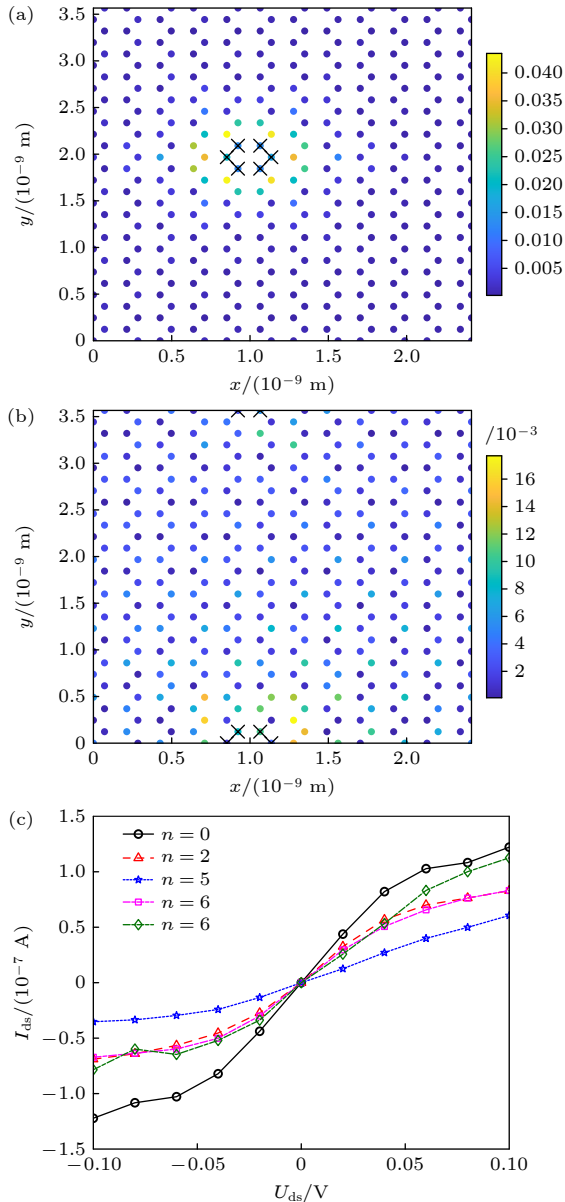 (a)
3.5
3.0
2.5
2.0
1.5
1.0
0.5
0
y/(10⁻⁹ m)
0 0.5 1.0 1.5 2.0
x/(10⁻⁹ m)
0.040
0.035
0.030
0.025
0.020
0.015
0.010
0.005
(b)
3.5
3.0
2.5
2.0
1.5
1.0
0.5
0
y/(10⁻⁹ m)
0 0.5 1.0 1.5 2.0
x/(10⁻⁹ m)
/10⁻³
16
14
12
10
8
6
4
2
(c)
1.5
1.0
0.5
0
−0.5
−1.0
−1.5
I_ds/(10⁻⁷ A)
n = 0
n = 2
n = 5
n = 6
n = 6
−0.10 −0.05 0 0.05 0.10
U_ds/V